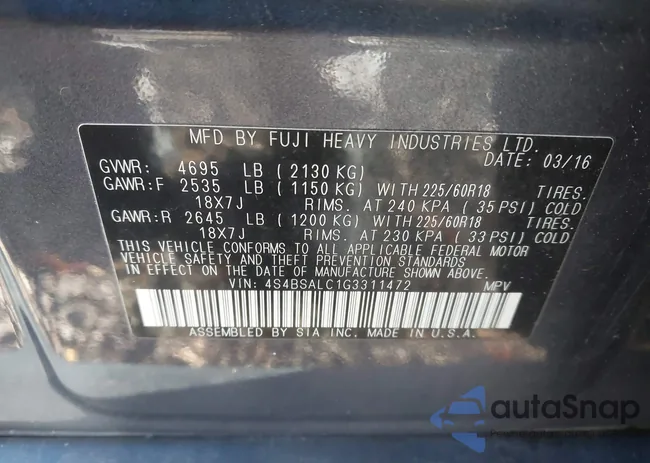 MFD BY FUJI HEAVY INDUSTRIES LTD.
DATE: 03/16
GVWR: 4695 LB (2130 KG)
GAWR:F 2535 LB (1150 KG) WITH 225/60R18 TIRES.
18X7J RIMS. AT 240 KPA (35 PSI) COLD
GAWR:R 2645 LB (1200 KG) WITH 225/60R18 TIRES.
18X7J RIMS. AT 230 KPA (33 PSI) COLD
THIS VEHICLE CONFORMS TO ALL APPLICABLE FEDERAL MOTOR
VEHICLE SAFETY AND THEFT PREVENTION STANDARDS
IN EFFECT ON THE DATE OF MANUFACTURE SHOWN ABOVE.
VIN: 4S4BSALC1G3311472 MPV
ASSEMBLED BY SIA INC. MADE IN U.S.A.
autaSnap
Powered by AutoBidMaster